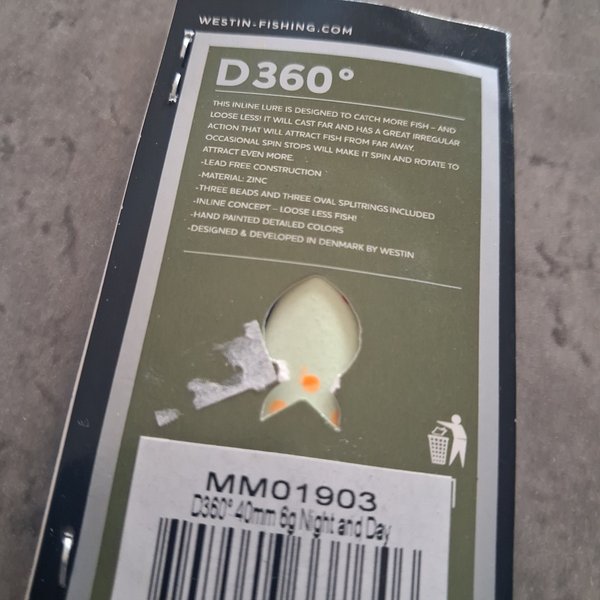 WESTIN-FISHING.COM
D360°
THIS INLINE LURE IS DESIGNED TO CATCH MORE FISH – AND
LOOSE LESS! IT WILL CAST FAR AND HAS A GREAT IRREGULAR
ACTION THAT WILL ATTRACT FISH FROM FAR AWAY.
OCCASIONAL SPIN STOPS WILL MAKE IT SPIN AND ROTATE TO
ATTRACT EVEN MORE.
-LEAD FREE CONSTRUCTION
-MATERIAL: ZINC
-THREE BEADS AND THREE OVAL SPLITRINGS INCLUDED
-INLINE CONCEPT – LOOSE LESS FISH!
-HAND PAINTED DETAILED COLORS
-DESIGNED & DEVELOPED IN DENMARK BY WESTIN
MM01903
D360° 40mm 6g Night and Day